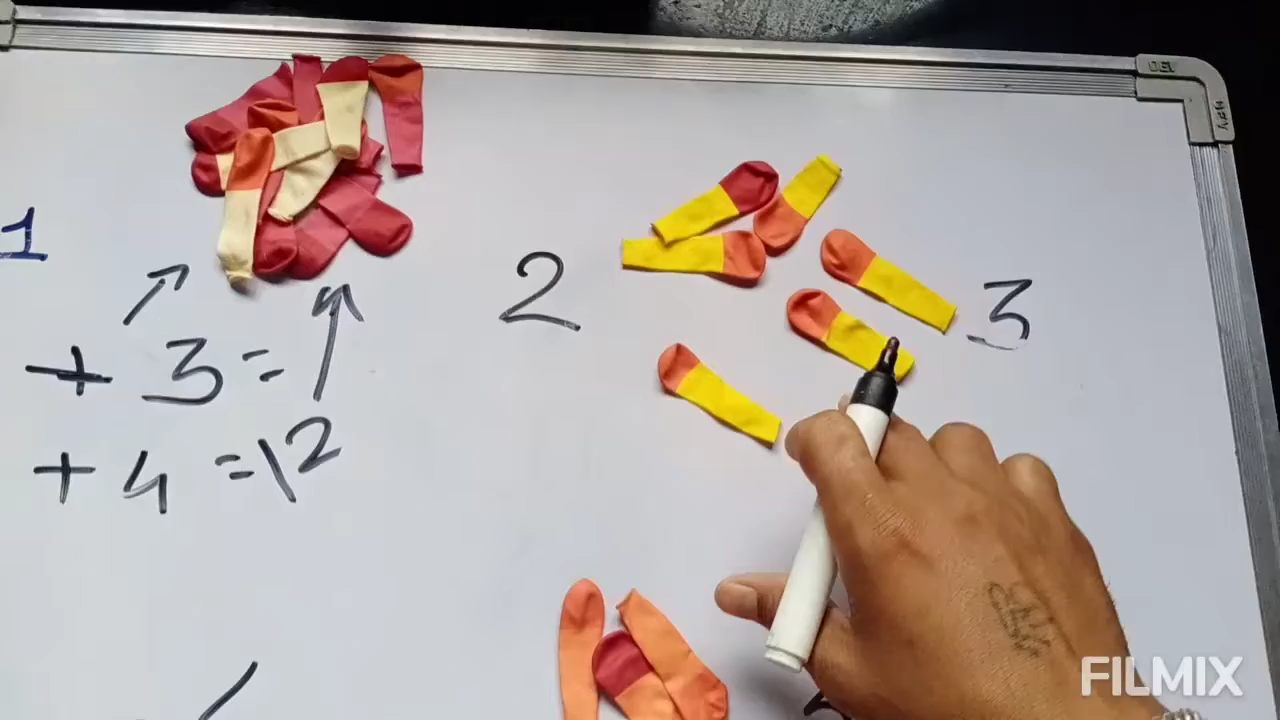 1
2
3
+ 3 =
+ 4 = 12
FILMIX